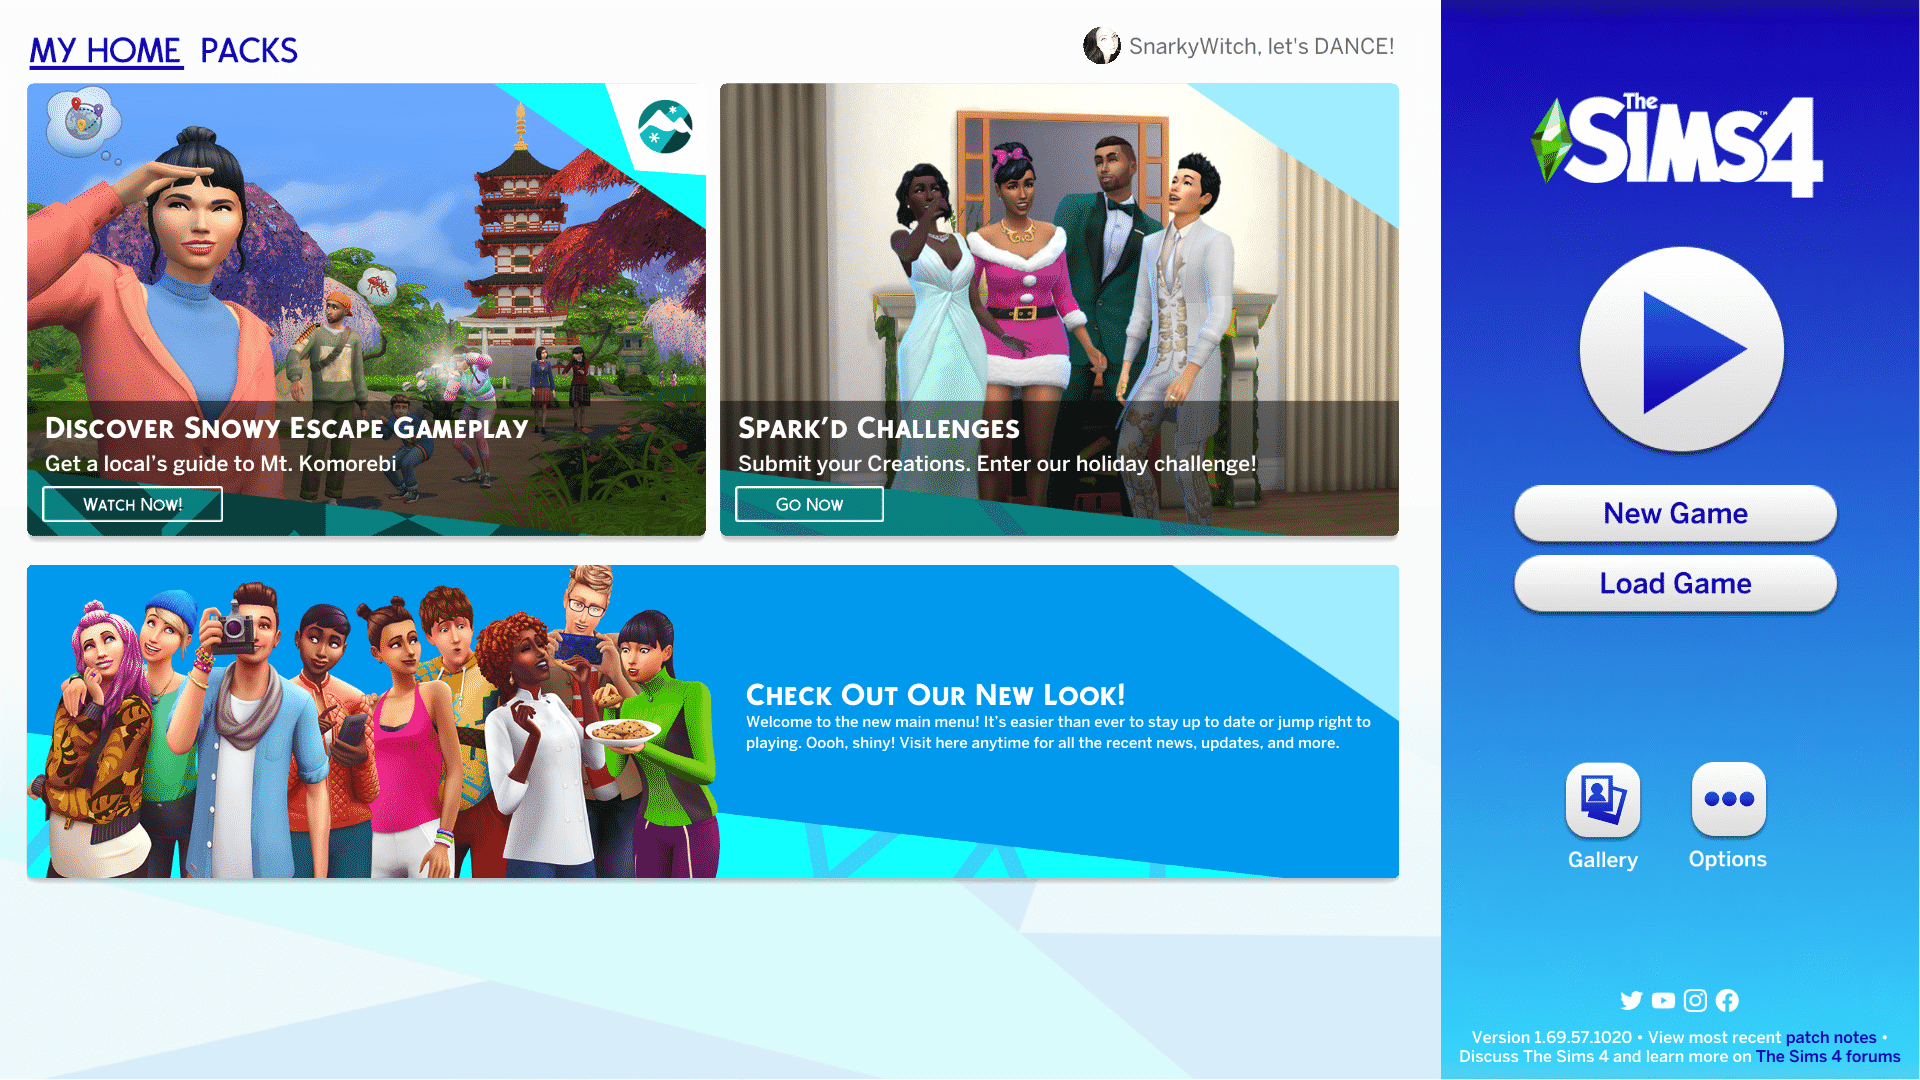 MY HOME PACKS
SnarkyWitch, let's DANCE!
Discover Snowy Escape Gameplay
Get a local's guide to Mt. Komorebi
Watch Now!
Spark'd Challenges
Submit your Creations. Enter our holiday challenge!
Go Now
Check Out Our New Look!
Welcome to the new main menu! It's easier than ever to stay up to date or jump right to
playing. Oooh, shiny! Visit here anytime for all the recent news, updates, and more.
The Sims 4
New Game
Load Game
Gallery
Options
Version 1.69.57.1020 • View most recent patch notes •
Discuss The Sims 4 and learn more on The Sims 4 forums